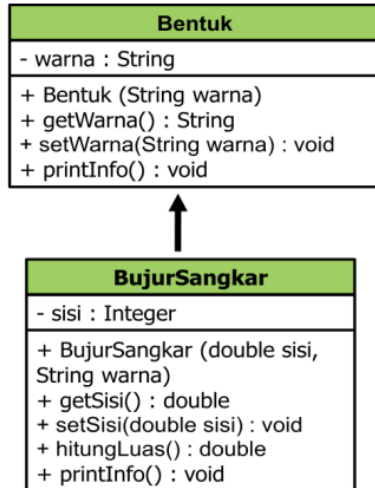 Bentuk
- warna : String
+ Bentuk (String warna)
+ getWarna() : String
+ setWarna(String warna) : void
+ printInfo() : void
BujurSangkar
- sisi : Integer
+ BujurSangkar (double sisi,
String warna)
+ getSisi() : double
+ setSisi(double sisi) : void
+ hitungLuas() : double
+ printInfo() : void